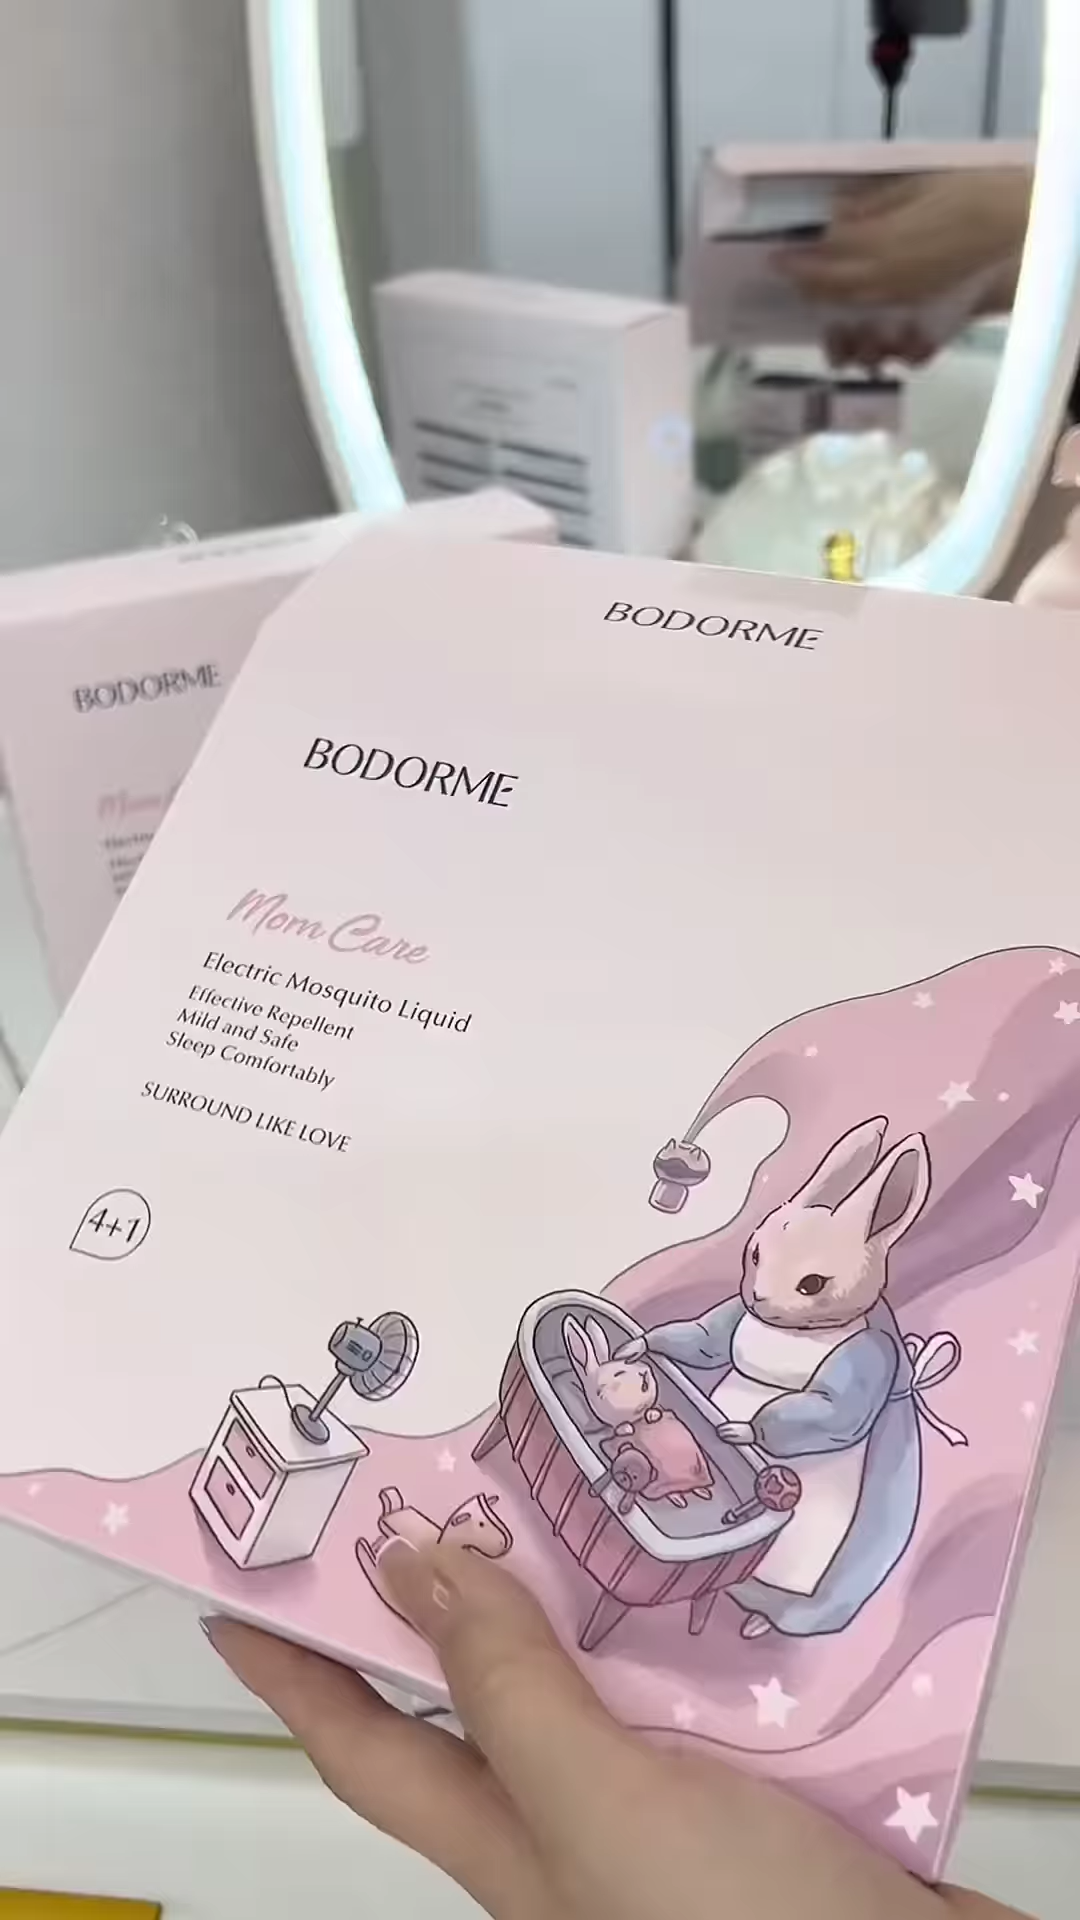 BODORME
BODORME
BODORME
Mom Care
Electric Mosquito Liquid
Effective Repellent
Mild and Safe
Sleep Comfortably
SURROUND LIKE LOVE
4+1